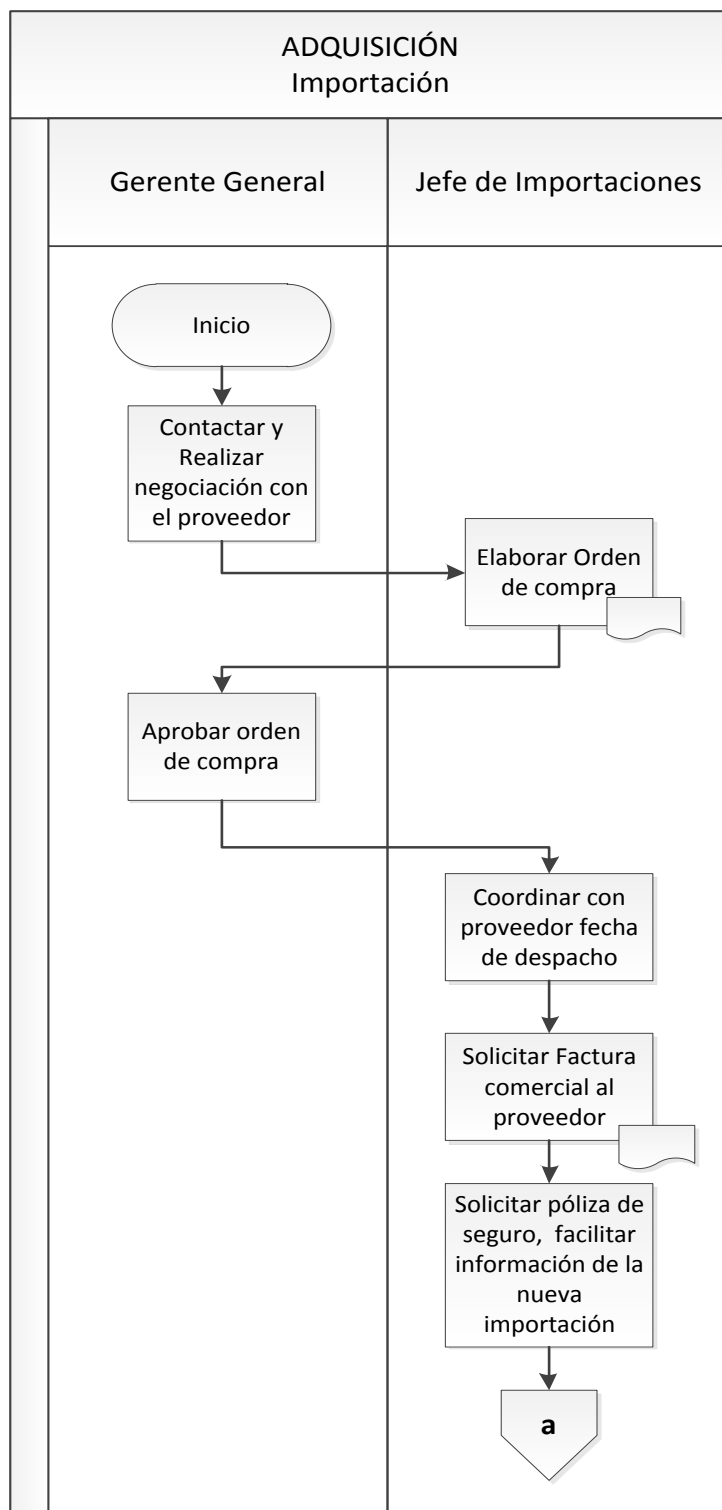 ADQUISICIÓN
Importación
Gerente General
Jefe de Importaciones
Inicio
Contactar y
Realizar
negociación con
el proveedor
Elaborar Orden
de compra
Aprobar orden
de compra
Coordinar con
proveedor fecha
de despacho
Solicitar Factura
comercial al
proveedor
Solicitar póliza de
seguro, facilitar
información de la
nueva
importación
a